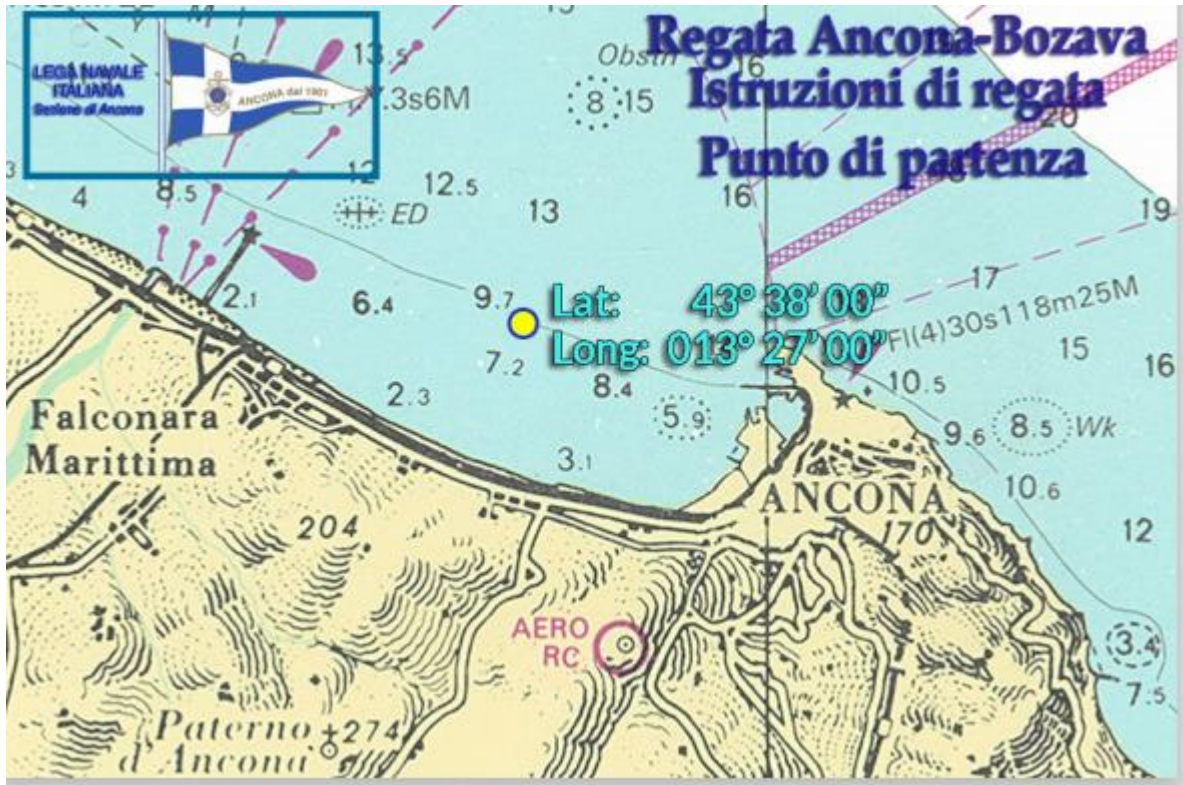 LEGA NAVALE
ITALIANA
Sezione di Ancona
ANCONA dal 1901
Regata Ancona-Bozava
Istruzioni di regata
Punto di partenza
13.5
Obstn
16
8
15
3s6M
20
12
12.5
4
8.5
ED
13
16
19
17
2.1
6.4
9.7
Lat: 43° 38' 00"
Long: 013° 27' 00"
Fl(4)30s118m25M
7.2
8.4
15
16
2.3
5.9
10.5
Falconara
Marittima
9.6
8.5
Wk
3.1
10.6
ANCONA
204
170
12
AERO
RC
3.4
7.5
Paterno
d'Ancona
274